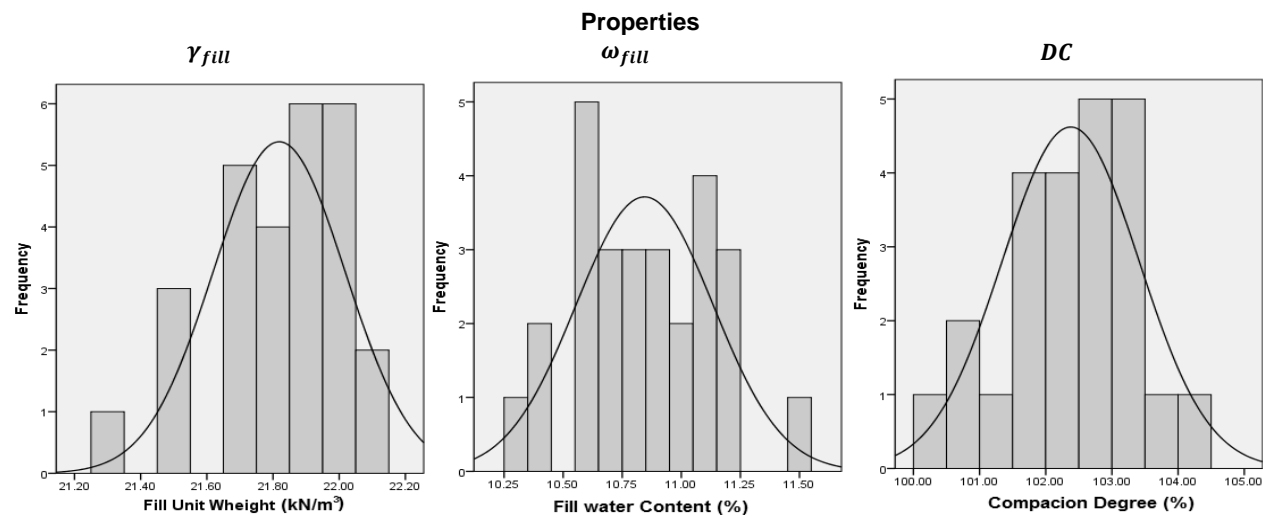 Properties
γfill
ωfill
DC
6
5
4
3
2
1
0
Frequency
21.20 21.40 21.60 21.80 22.00 22.20
Fill Unit Wheight (kN/m³)
5
4
3
2
1
0
Frequency
10.25 10.50 10.75 11.00 11.25 11.50
Fill water Content (%)
5
4
3
2
1
0
Frequency
100.00 101.00 102.00 103.00 104.00 105.00
Compacion Degree (%)